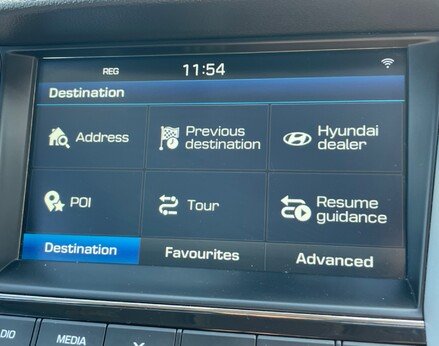 REG 11:54
Destination
Address
Previous
destination
Hyundai
dealer
POI
Tour
Resume
guidance
Destination Favourites Advanced
MEDIA